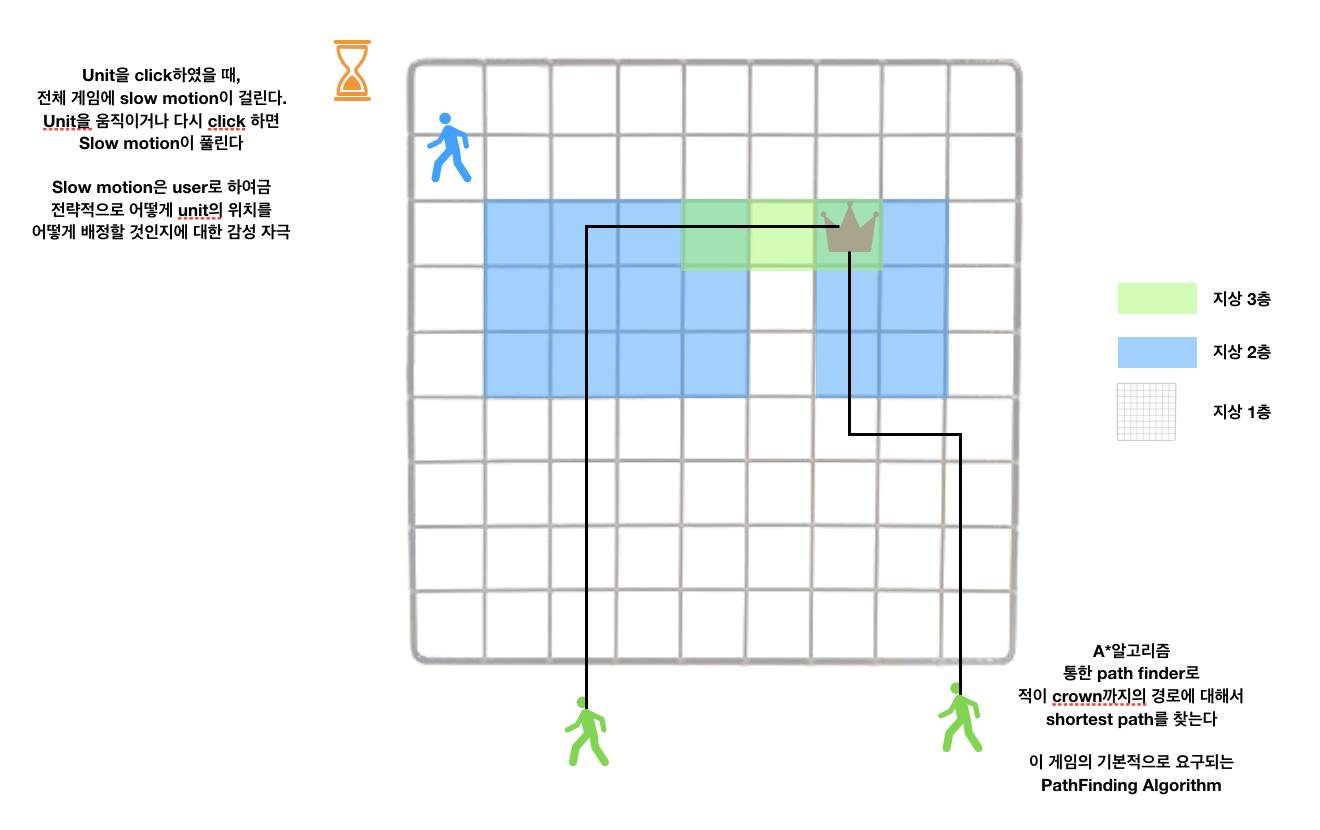 Unit을 click하였을 때,
전체 게임에 slow motion이 걸린다.
Unit을 움직이거나 다시 click 하면
Slow motion이 풀린다
Slow motion은 user로 하여금
전략적으로 어떻게 unit의 위치를
어떻게 배정할 것인지에 대한 감성 자극
지상 3층
지상 2층
지상 1층
A*알고리즘
통한 path finder로
적이 crown까지의 경로에 대해서
shortest path를 찾는다
이 게임의 기본적으로 요구되는
PathFinding Algorithm